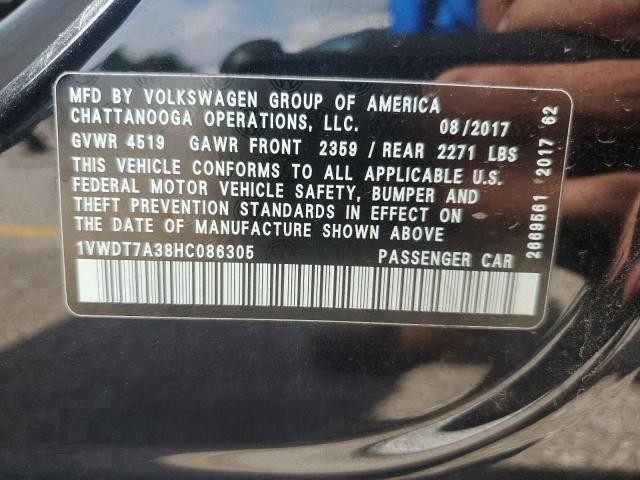 MFD BY VOLKSWAGEN GROUP OF AMERICA
CHATTANOOGA OPERATIONS, LLC. 08/2017
GVWR 4519 GAWR FRONT 2359 / REAR 2271 LBS
THIS VEHICLE CONFORMS TO ALL APPLICABLE U.S.
FEDERAL MOTOR VEHICLE SAFETY, BUMPER AND
THEFT PREVENTION STANDARDS IN EFFECT ON
THE DATE OF MANUFACTURE SHOWN ABOVE
1VWDT7A38HC086305 PASSENGER CAR
2669561 2017 62